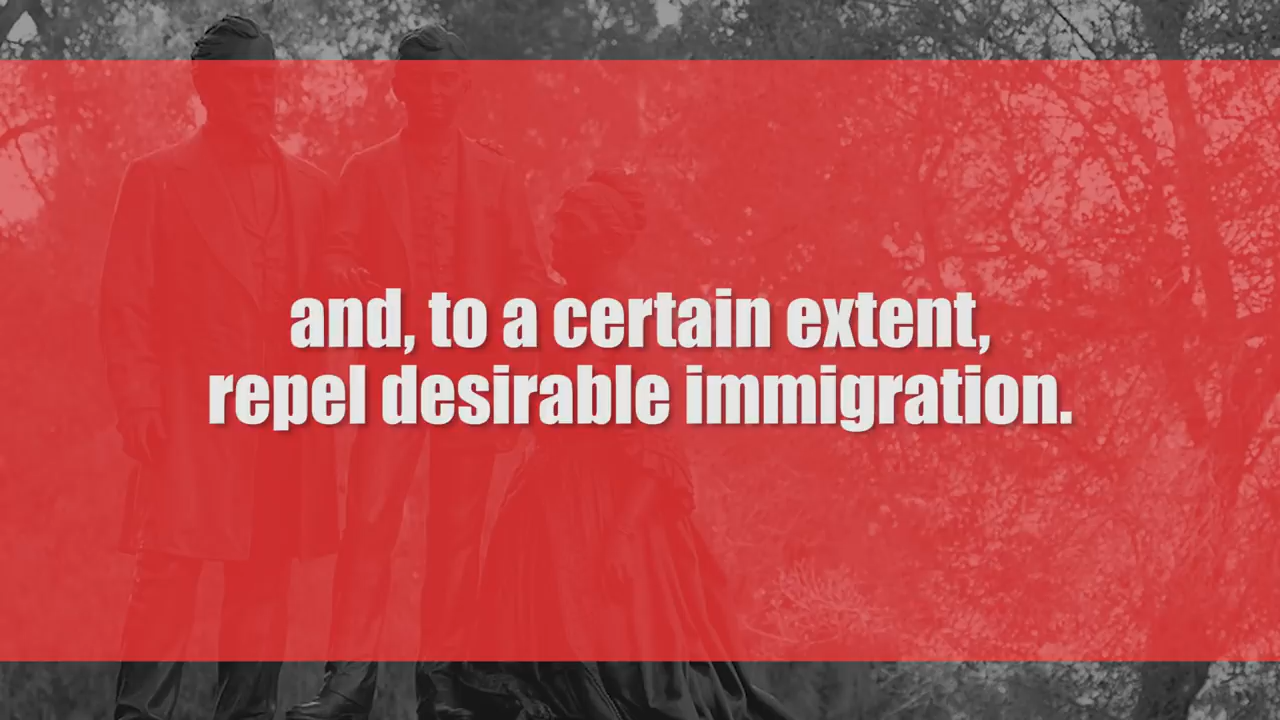 and, to a certain extent,
repel desirable immigration.